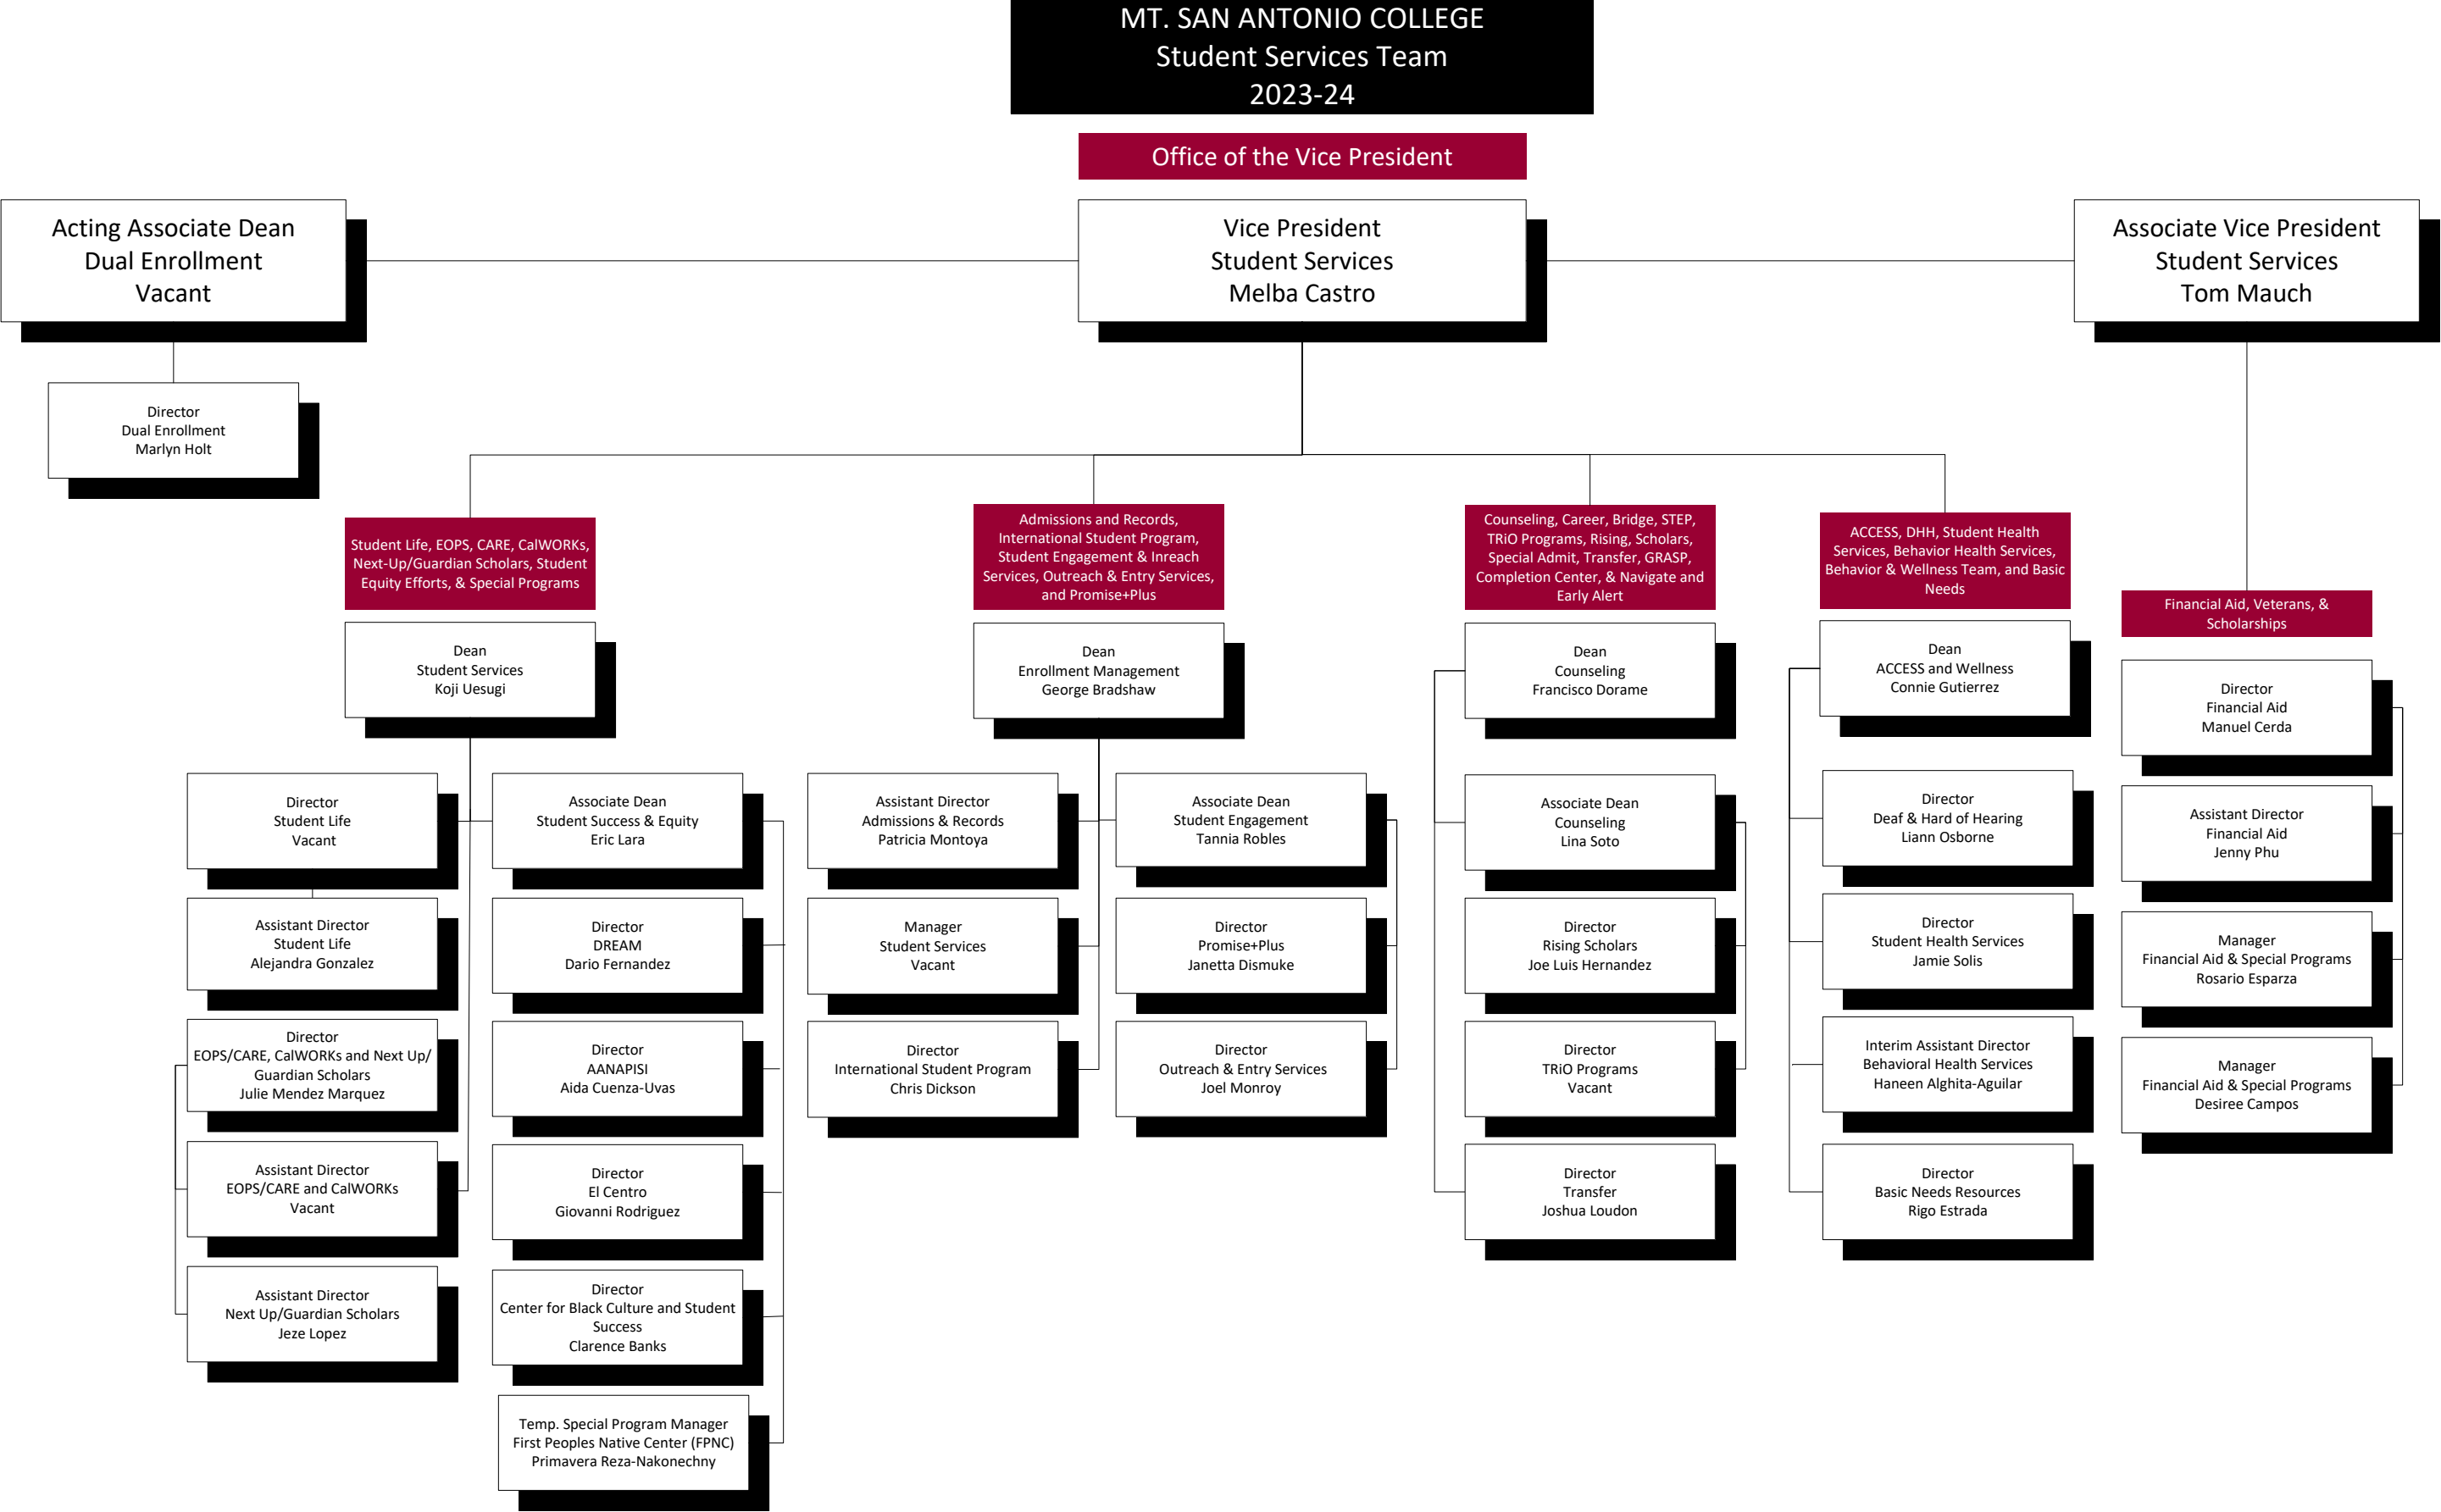 MT. SAN ANTONIO COLLEGE
Student Services Team
2023-24
Office of the Vice President
Acting Associate Dean
Dual Enrollment
Vacant
Vice President
Student Services
Melba Castro
Associate Vice President
Student Services
Tom Mauch
Director
Dual Enrollment
Marlyn Holt
Student Life, EOPS, CARE, CalWORKs,
Next-Up/Guardian Scholars, Student
Equity Efforts, & Special Programs
Dean
Student Services
Koji Uesugi
Director
Student Life
Vacant
Assistant Director
Student Life
Alejandra Gonzalez
Director
EOPS/CARE, CalWORKs and Next Up/
Guardian Scholars
Julie Mendez Marquez
Assistant Director
EOPS/CARE and CalWORKs
Vacant
Assistant Director
Next Up/Guardian Scholars
Jeze Lopez
Associate Dean
Student Success & Equity
Eric Lara
Director
DREAM
Dario Fernandez
Director
AANAPISI
Aida Cuenza-Uvas
Director
El Centro
Giovanni Rodriguez
Director
Center for Black Culture and Student
Success
Clarence Banks
Temp. Special Program Manager
First Peoples Native Center (FPNC)
Primavera Reza-Nakonechny
Admissions and Records,
International Student Program,
Student Engagement & Inreach
Services, Outreach & Entry Services,
and Promise+Plus
Dean
Enrollment Management
George Bradshaw
Assistant Director
Admissions & Records
Patricia Montoya
Manager
Student Services
Vacant
Director
International Student Program
Chris Dickson
Associate Dean
Student Engagement
Tannia Robles
Director
Promise+Plus
Janetta Dismuke
Director
Outreach & Entry Services
Joel Monroy
Counseling, Career, Bridge, STEP,
TRiO Programs, Rising, Scholars,
Special Admit, Transfer, GRASP,
Completion Center, & Navigate and
Early Alert
Dean
Counseling
Francisco Dorame
Associate Dean
Counseling
Lina Soto
Director
Rising Scholars
Joe Luis Hernandez
Director
TRiO Programs
Vacant
Director
Transfer
Joshua Loudon
ACCESS, DHH, Student Health
Services, Behavior Health Services,
Behavior & Wellness Team, and Basic
Needs
Dean
ACCESS and Wellness
Connie Gutierrez
Director
Deaf & Hard of Hearing
Liann Osborne
Director
Student Health Services
Jamie Solis
Interim Assistant Director
Behavioral Health Services
Haneen Alghita-Aguilar
Director
Basic Needs Resources
Rigo Estrada
Financial Aid, Veterans, &
Scholarships
Director
Financial Aid
Manuel Cerda
Assistant Director
Financial Aid
Jenny Phu
Manager
Financial Aid & Special Programs
Rosario Esparza
Manager
Financial Aid & Special Programs
Desiree Campos